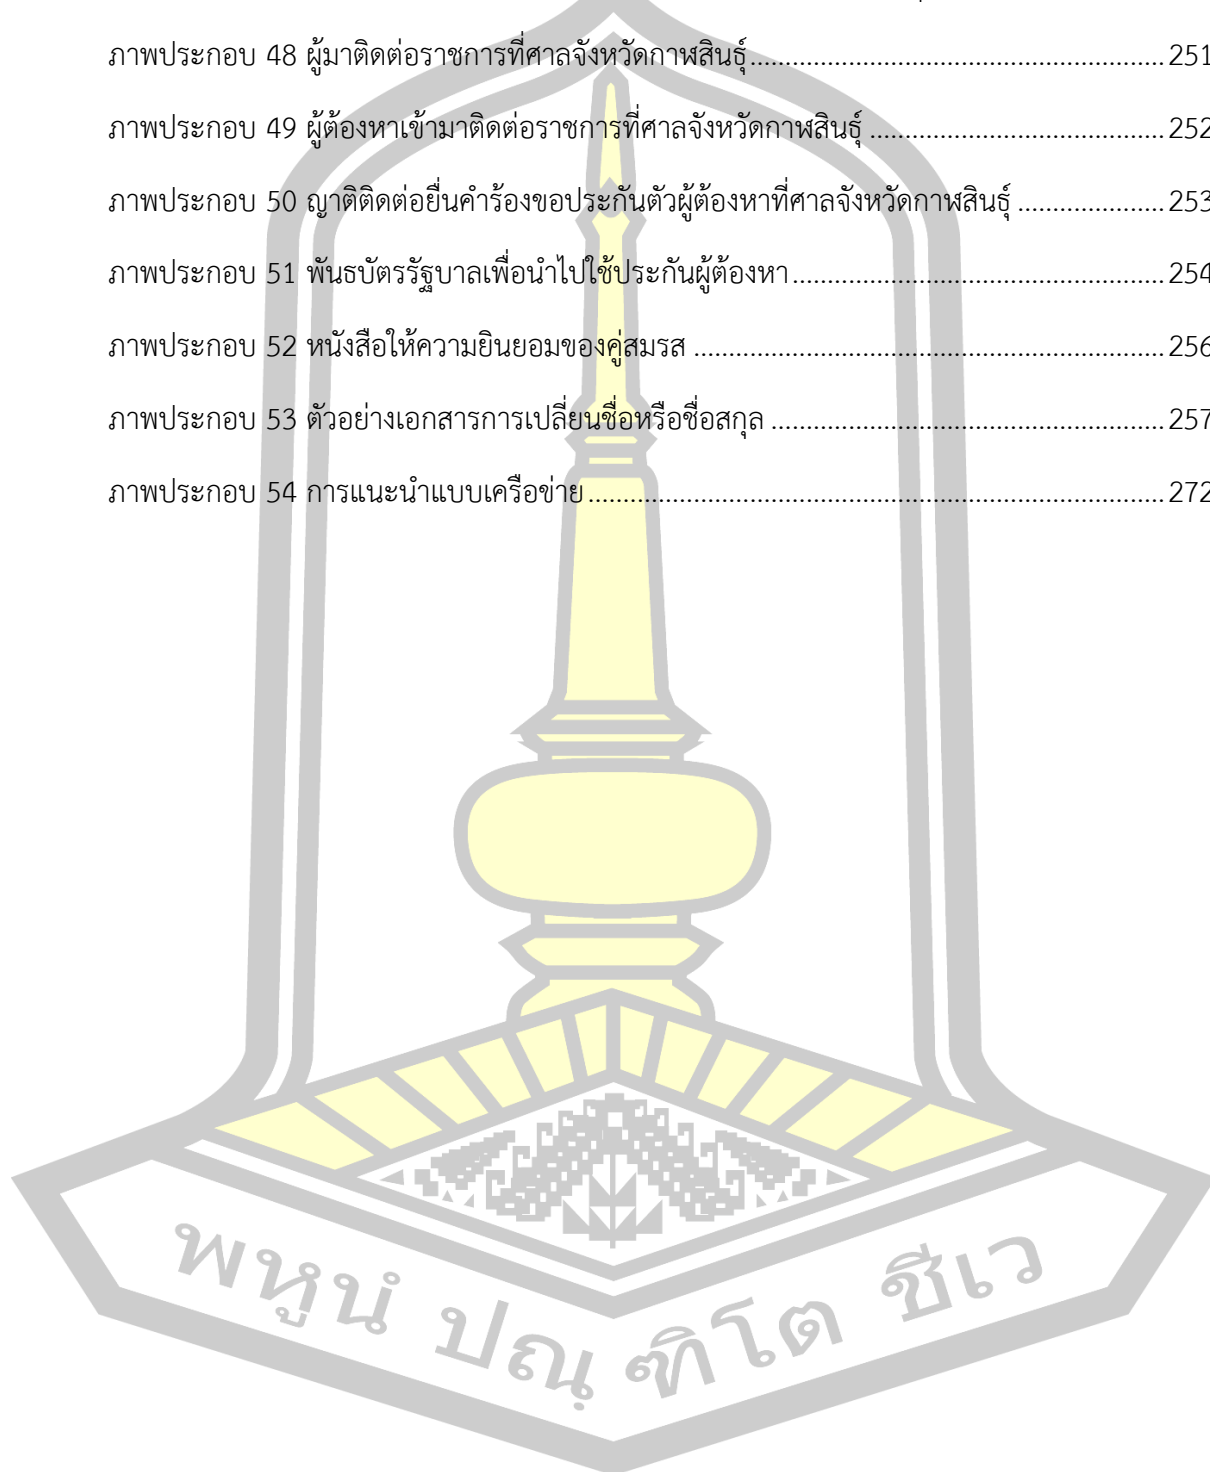 ภาพประกอบ 48 ผู้มาติดต่อราชการที่ศาลจังหวัดกาฬสินธุ์.....................................................251
ภาพประกอบ 49 ผู้ต้องหาเข้ามาติดต่อราชการที่ศาลจังหวัดกาฬสินธุ์.....................................252
ภาพประกอบ 50 ญาติติดต่อยื่นคำร้องขอประกันตัวผู้ต้องหาที่ศาลจังหวัดกาฬสินธุ์...................253
ภาพประกอบ 51 พันธบัตรรัฐบาลเพื่อนำไปใช้ประกันผู้ต้องหา................................................254
ภาพประกอบ 52 หนังสือให้ความยินยอมของคู่สมรส............................................................256
ภาพประกอบ 53 ตัวอย่างเอกสารการเปลี่ยนชื่อหรือชื่อสกุล..................................................257
ภาพประกอบ 54 การแนะนำแบบเครือข่าย.........................................................................272
พหูนํ ปณฺฑิโต ชีเว